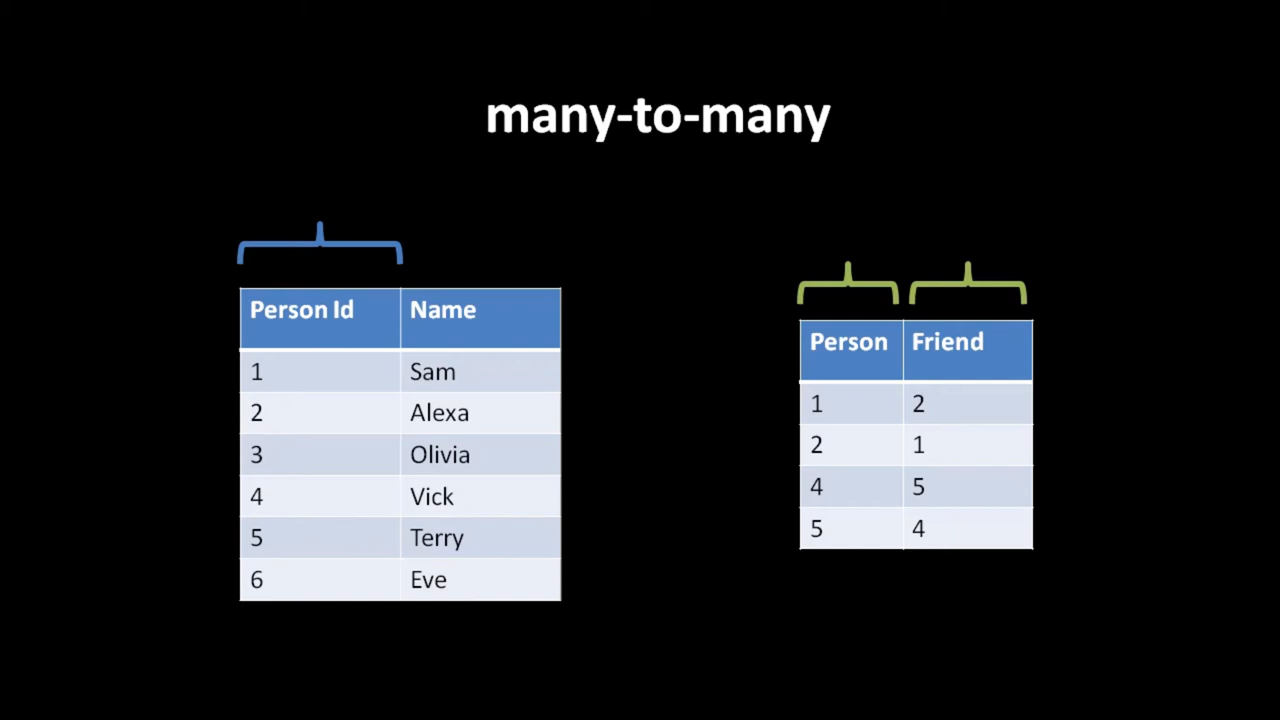 many-to-many
Person Id Name
1 Sam
2 Alexa
3 Olivia
4 Vick
5 Terry
6 Eve
Person Friend
1 2
2 1
4 5
5 4